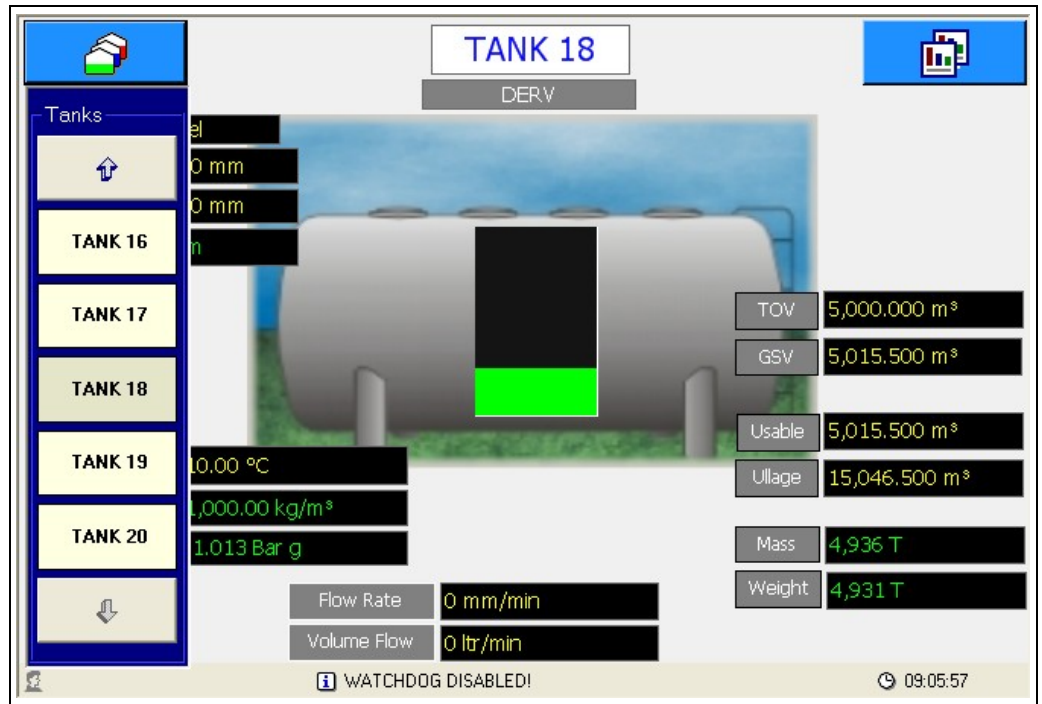 TANK 18
DERV
Tanks
el
0 mm
0 mm
TANK 16
TANK 17
TANK 18
TANK 19
TANK 20
TOV 5,000.000 m³
GSV 5,015.500 m³
Usable 5,015.500 m³
Ullage 15,046.500 m³
10.00 °C
1,000.00 kg/m³
1.013 Bar g
Mass 4,936 T
Weight 4,931 T
Flow Rate 0 mm/min
Volume Flow 0 ltr/min
WATCHDOG DISABLED!
09:05:57